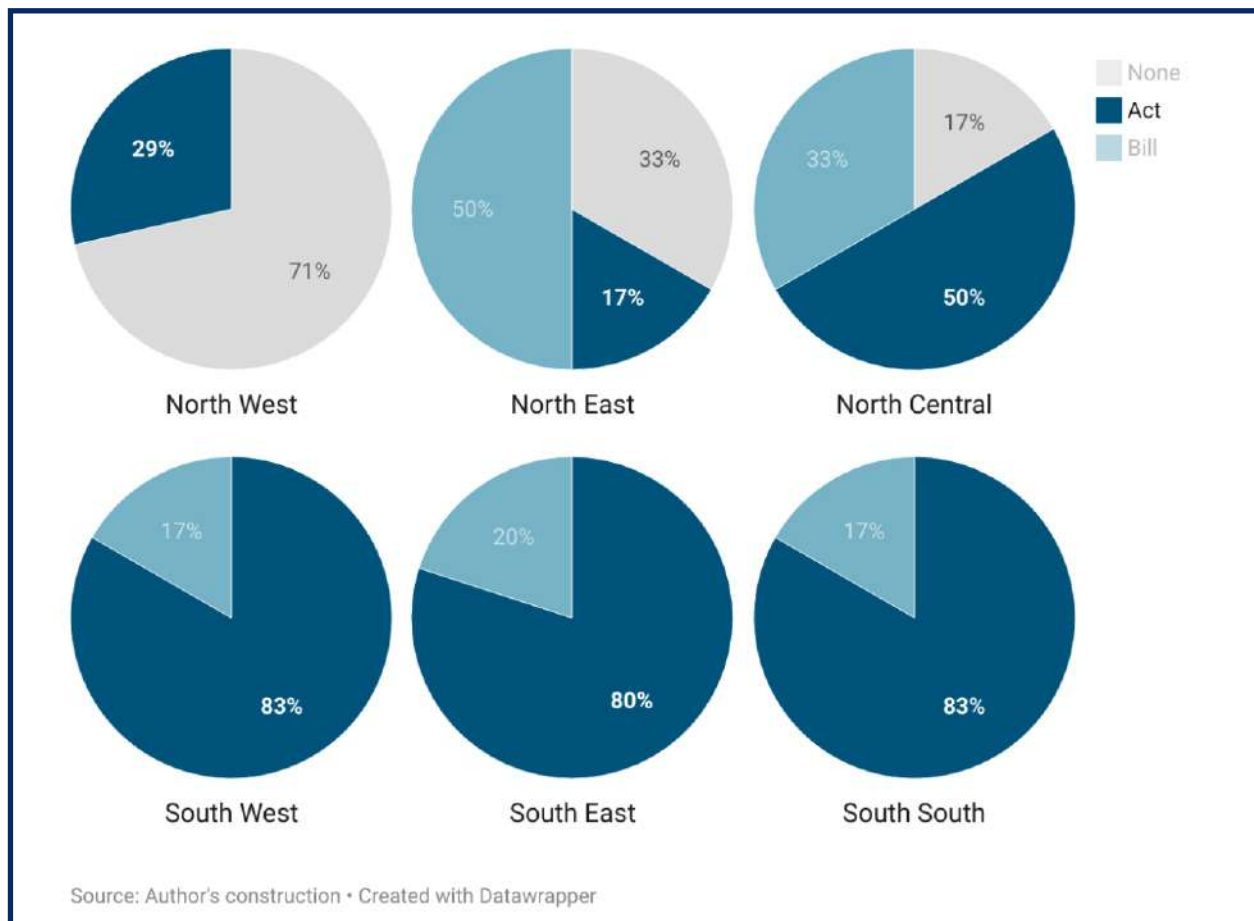 None
Act
Bill
29%
71%
North West
50%
33%
17%
North East
33%
17%
50%
North Central
17%
83%
South West
20%
80%
South East
17%
83%
South South
Source: Author's construction • Created with Datawrapper